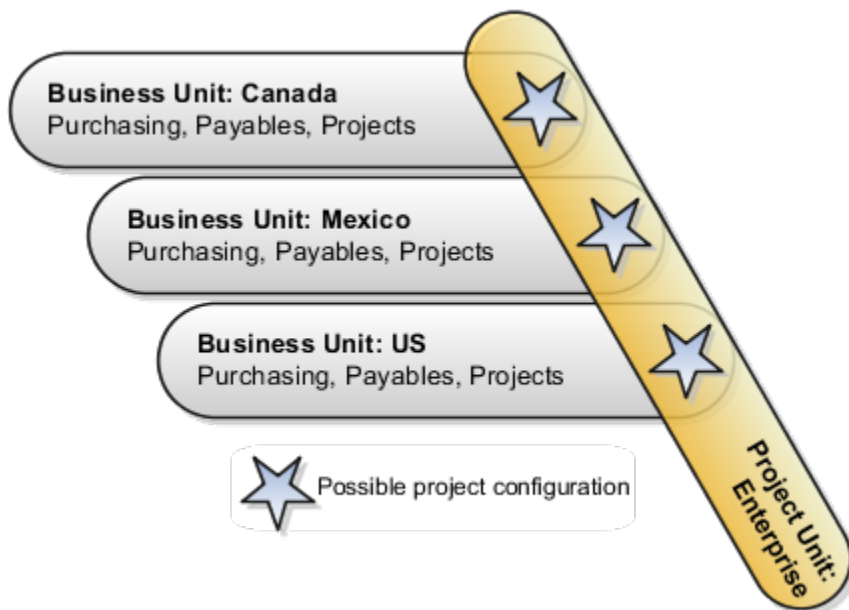 Business Unit: Canada
Purchasing, Payables, Projects
Business Unit: Mexico
Purchasing, Payables, Projects
Business Unit: US
Purchasing, Payables, Projects
Possible project configuration
Project Unit:
Enterprise